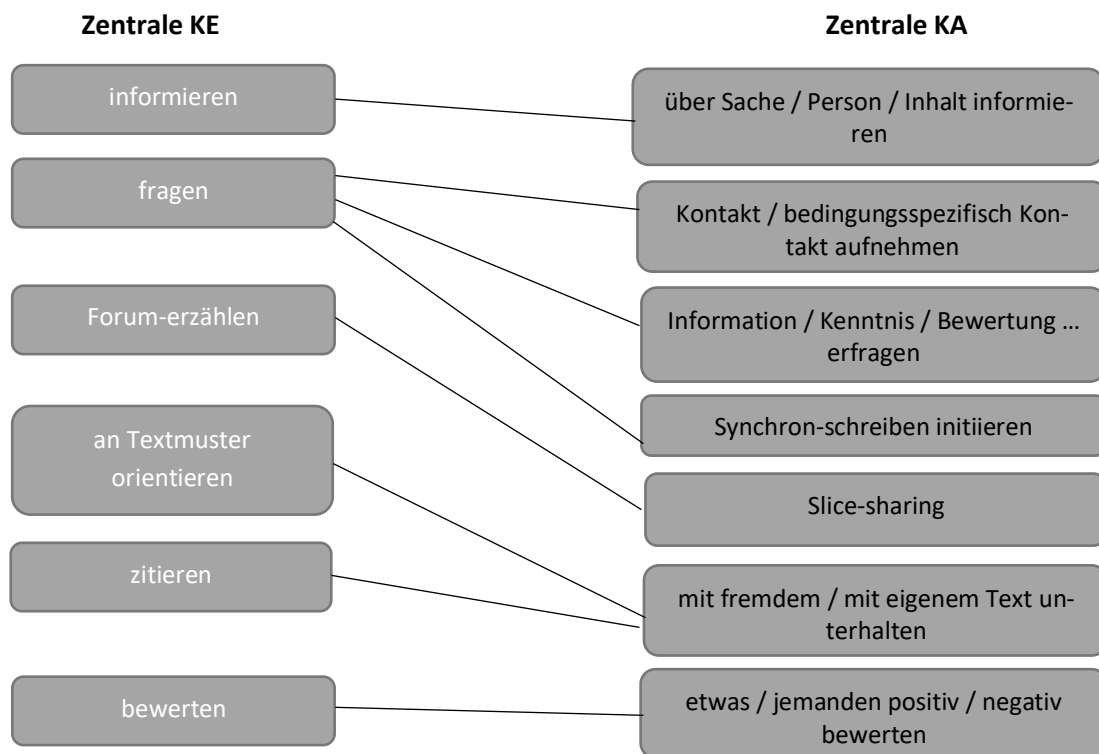 Zentrale KE
Zentrale KA
informieren
über Sache / Person / Inhalt informie-
ren
fragen
Kontakt / bedingungsspezifisch Kon-
takt aufnehmen
Forum-erzählen
Information / Kenntnis / Bewertung ...
erfragen
an Textmuster
orientieren
Synchron-schreiben initiieren
Slice-sharing
zitieren
mit fremdem / mit eigenem Text un-
terhalten
bewerten
etwas / jemanden positiv / negativ
bewerten